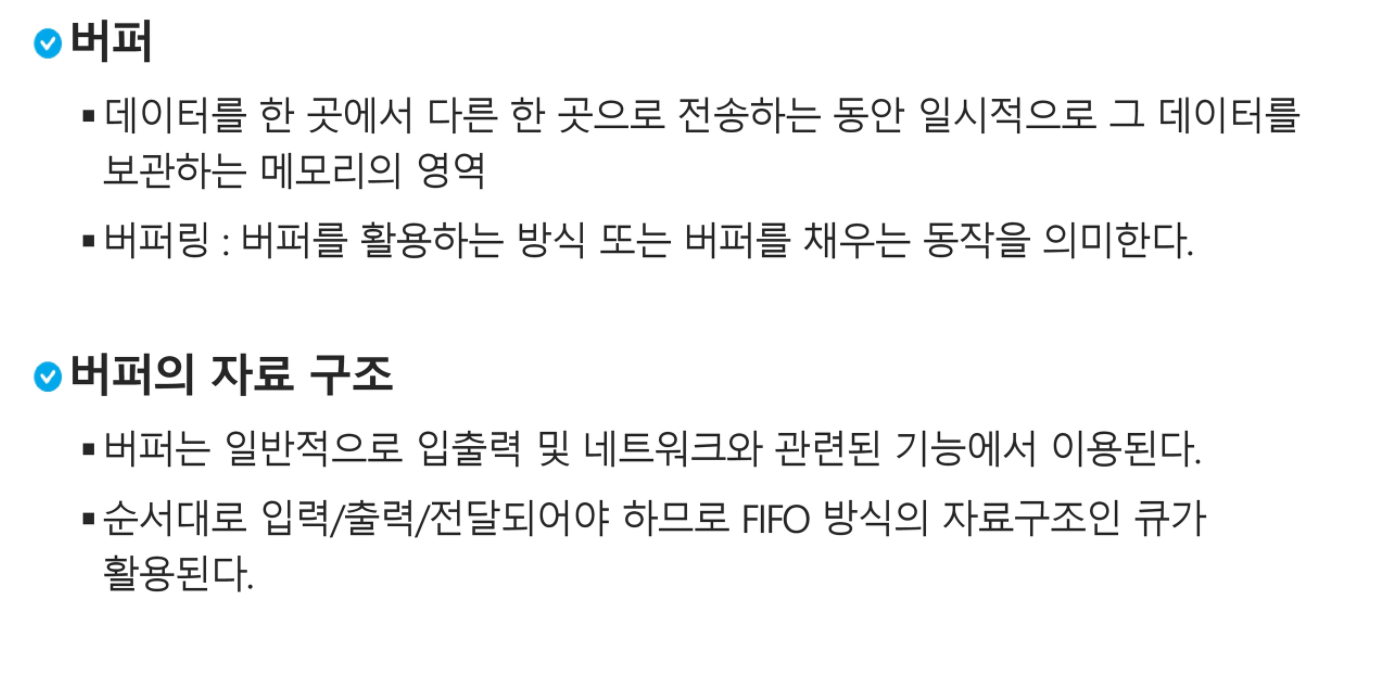 버퍼
▪ 데이터를 한 곳에서 다른 한 곳으로 전송하는 동안 일시적으로 그 데이터를
보관하는 메모리의 영역
▪ 버퍼링 : 버퍼를 활용하는 방식 또는 버퍼를 채우는 동작을 의미한다.
버퍼의 자료 구조
▪ 버퍼는 일반적으로 입출력 및 네트워크와 관련된 기능에서 이용된다.
▪ 순서대로 입력/출력/전달되어야 하므로 FIFO 방식의 자료구조인 큐가
활용된다.